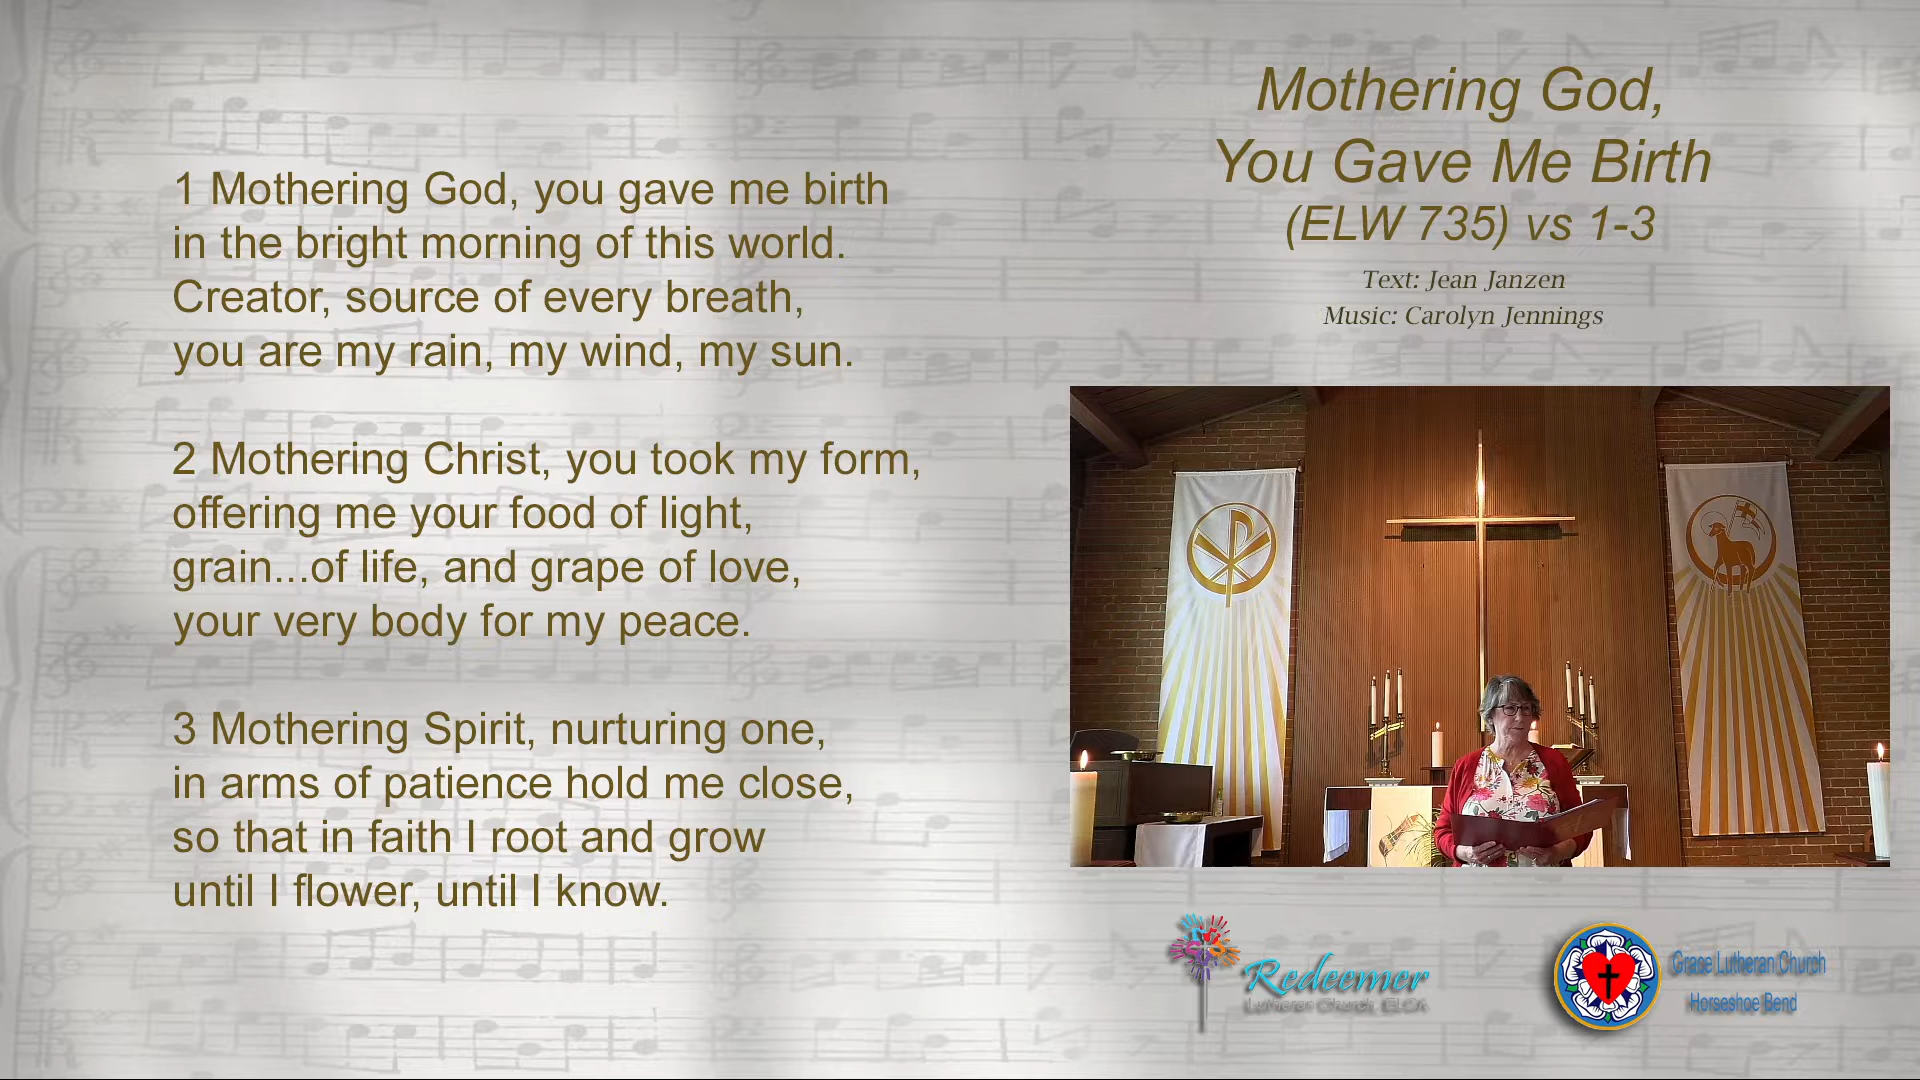 Mothering God,
You Gave Me Birth
(ELW 735) vs 1-3
Text: Jean Janzen
Music: Carolyn Jennings
1 Mothering God, you gave me birth
in the bright morning of this world.
Creator, source of every breath,
you are my rain, my wind, my sun.
2 Mothering Christ, you took my form,
offering me your food of light,
grain...of life, and grape of love,
your very body for my peace.
3 Mothering Spirit, nurturing one,
in arms of patience hold me close,
so that in faith I root and grow
until I flower, until I know.
Redeemer
Lutheran Church, ELCA
Grace Lutheran Church
Horseshoe Bend